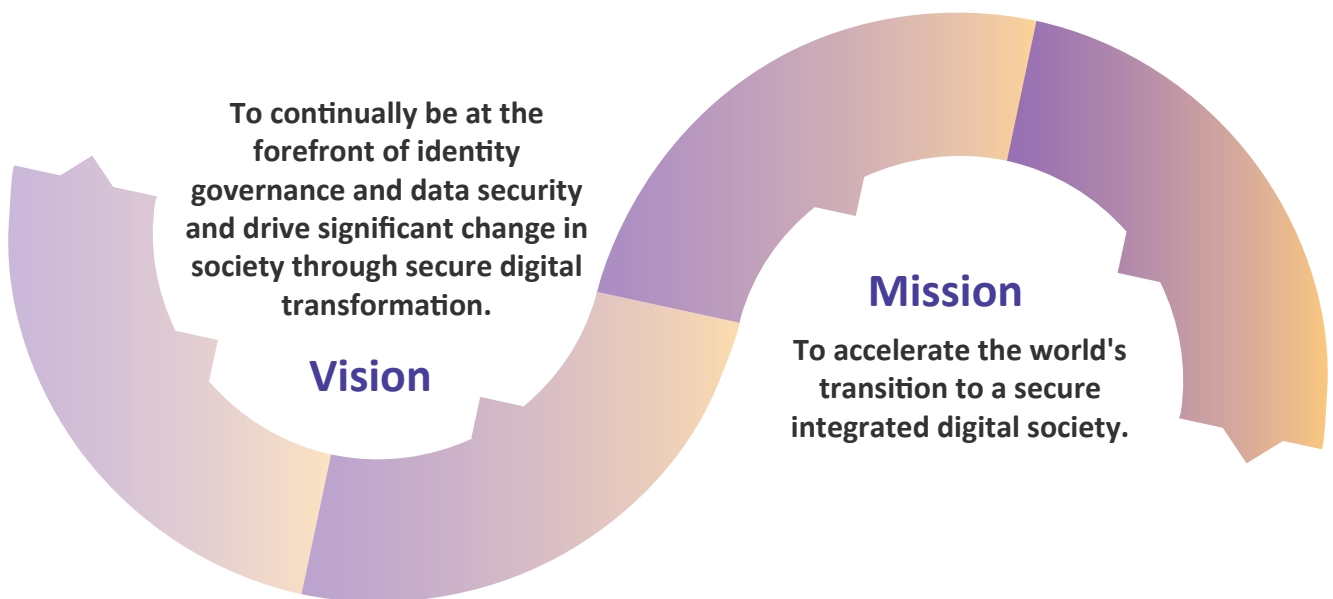 To continually be at the
forefront of identity
governance and data security
and drive significant change in
society through secure digital
transformation.
Vision
Mission
To accelerate the world's
transition to a secure
integrated digital society.